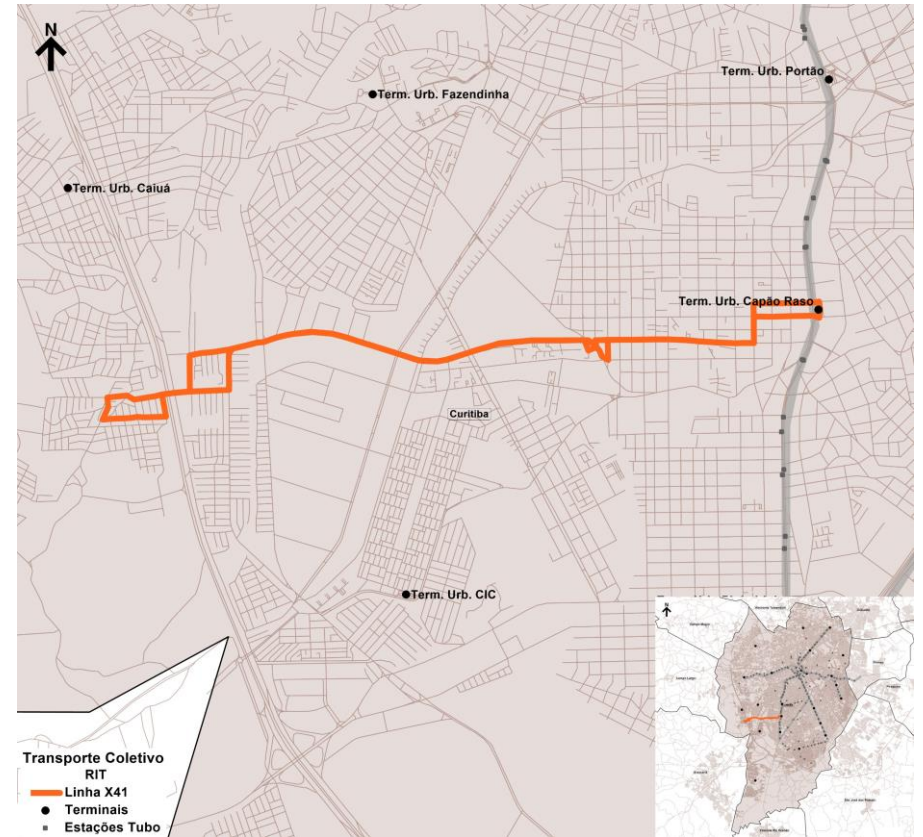 N
Term. Urb. Portão
Term. Urb. Fazendinha
Term. Urb. Caiuá
Term. Urb. Capão Raso
Curitiba
Term. Urb. CIC
N
Transporte Coletivo
RIT
Linha X41
Terminais
Estações Tubo